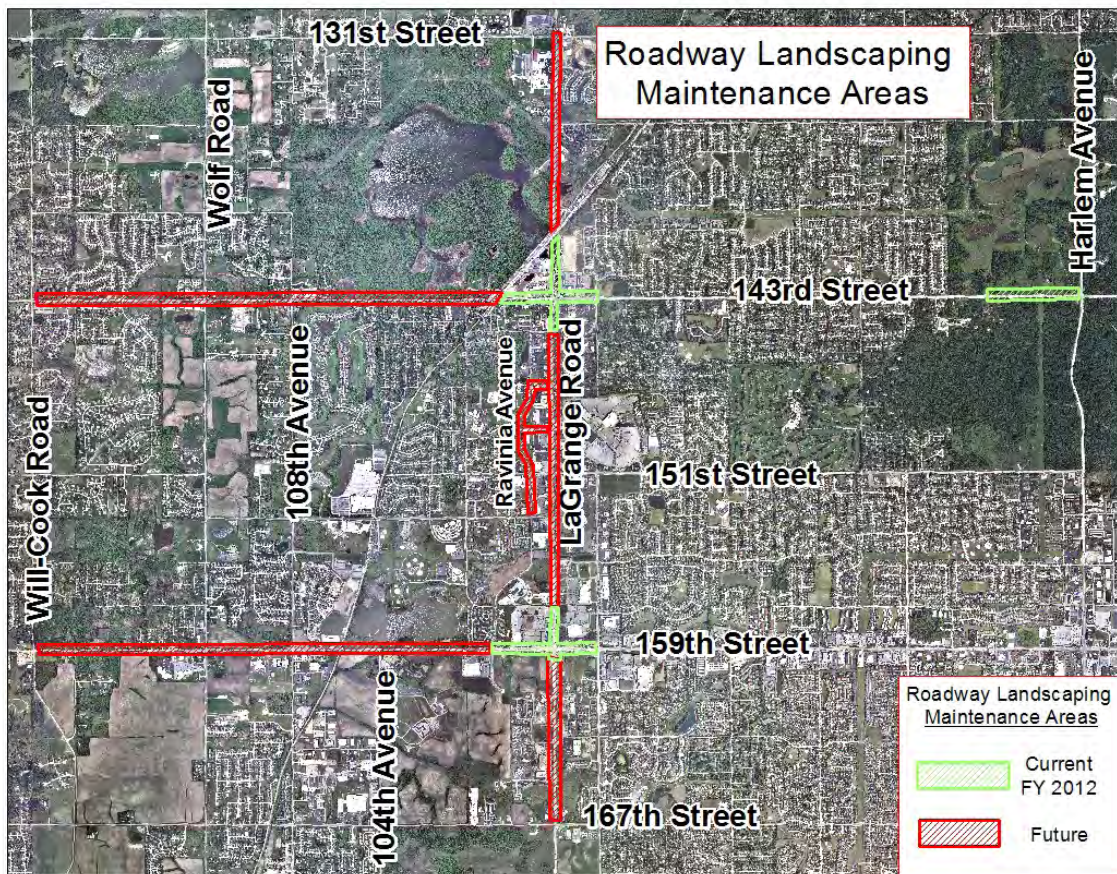 131st Street
Roadway Landscaping
Maintenance Areas
Wolf Road
Harlem Avenue
143rd Street
108th Avenue
Ravinia Avenue
LaGrange Road
Will-Cook Road
151st Street
159th Street
104th Avenue
167th Street
Roadway Landscaping
Maintenance Areas
Current
FY 2012
Future